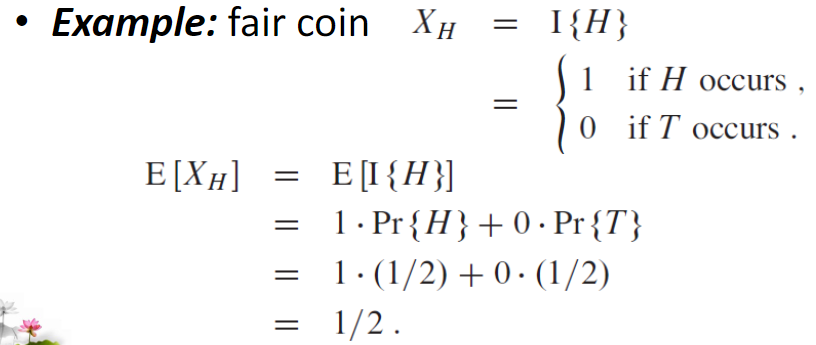 • Example: fair coin X_H = I{H}
= { 1 if H occurs ,
0 if T occurs .
E[X_H] = E[I{H}]
= 1 · Pr{H} + 0 · Pr{T}
= 1 · (1/2) + 0 · (1/2)
= 1/2 .